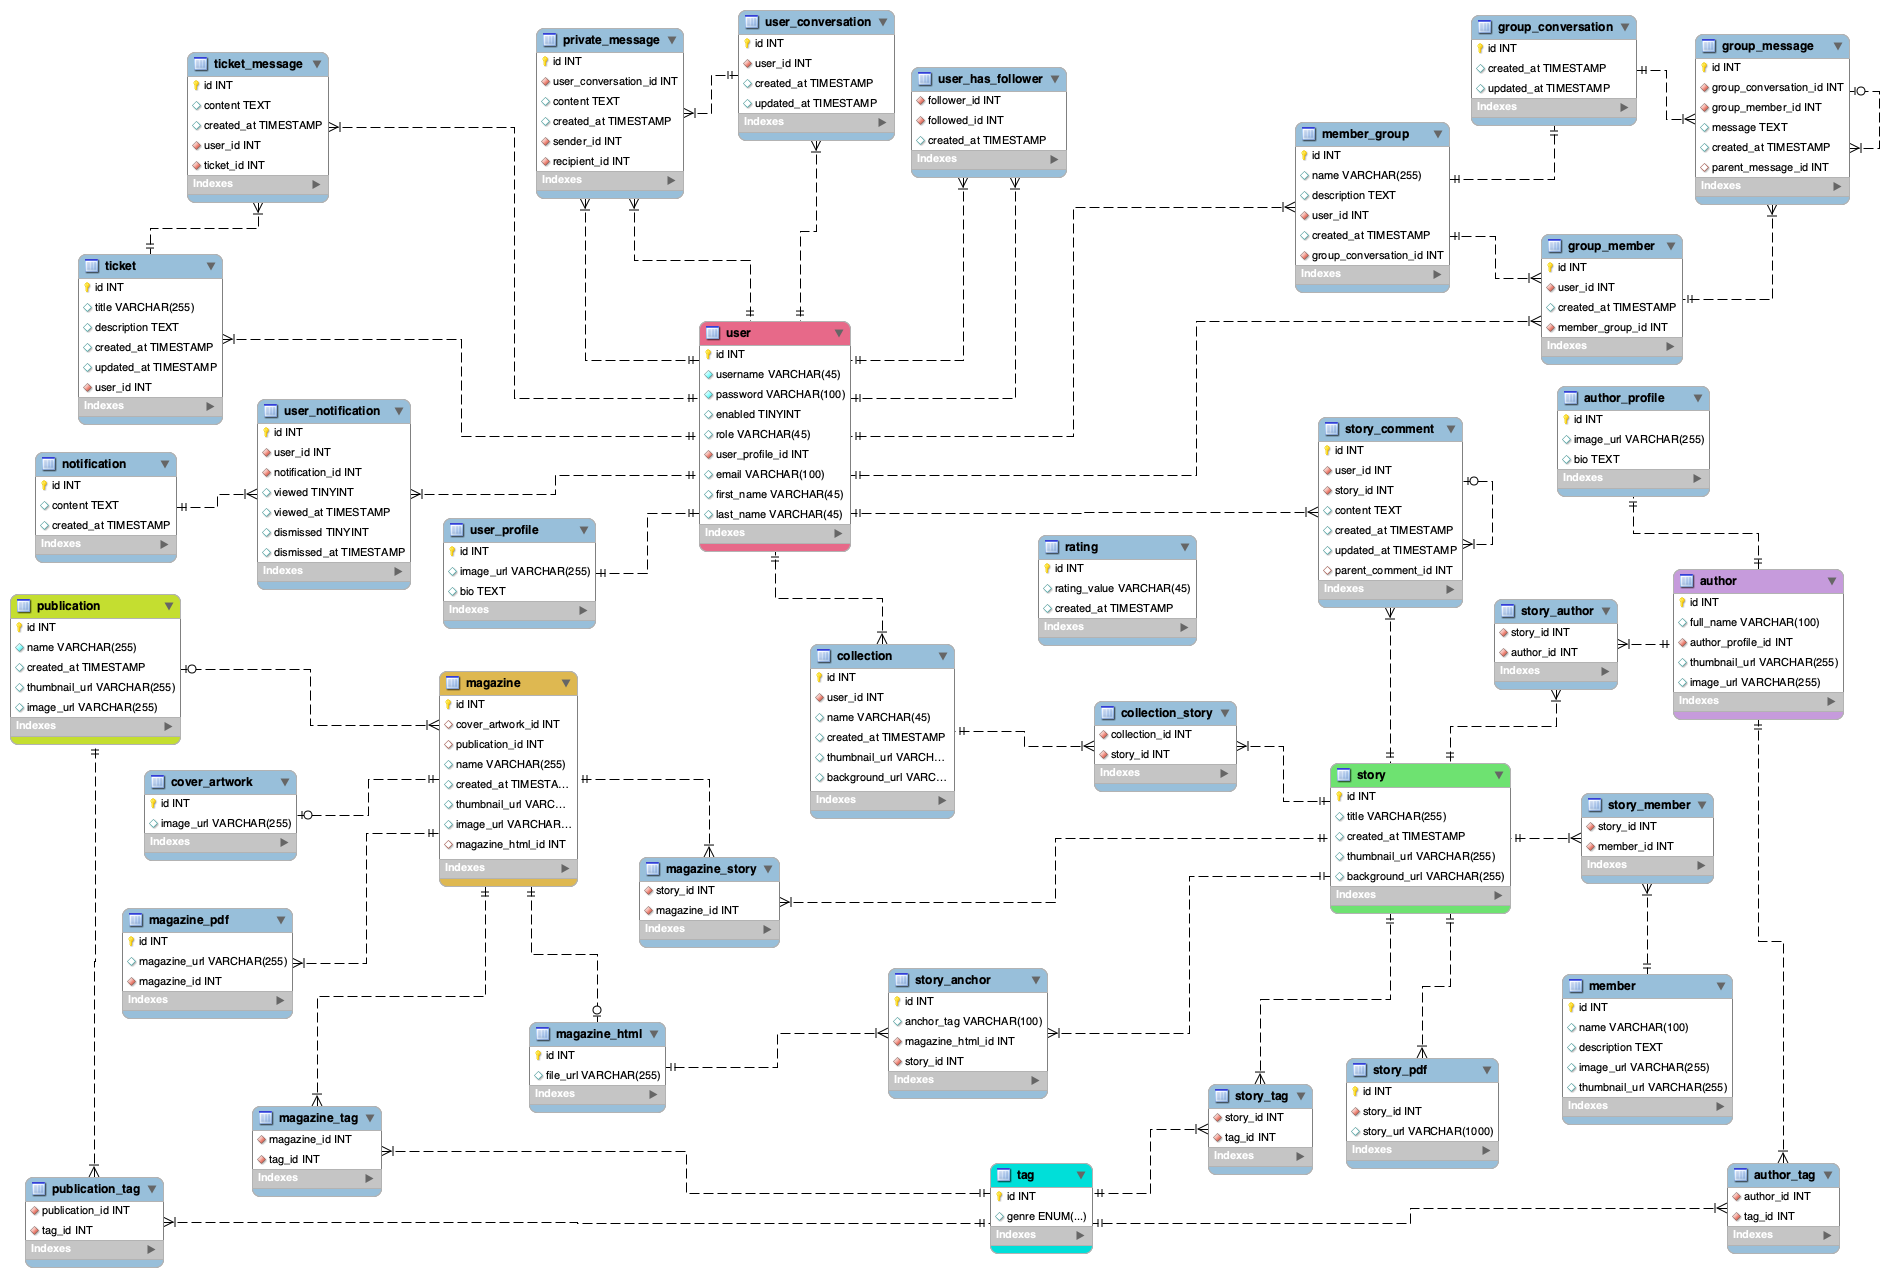 user_conversation
id INT
user_id INT
created_at TIMESTAMP
updated_at TIMESTAMP
Indexes
private_message
id INT
user_conversation_id INT
content TEXT
created_at TIMESTAMP
sender_id INT
recipient_id INT
Indexes
ticket_message
id INT
content TEXT
created_at TIMESTAMP
user_id INT
ticket_id INT
Indexes
user_has_follower
follower_id INT
followed_id INT
created_at TIMESTAMP
Indexes
group_conversation
id INT
created_at TIMESTAMP
updated_at TIMESTAMP
Indexes
group_message
id INT
group_conversation_id INT
group_member_id INT
message TEXT
created_at TIMESTAMP
parent_message_id INT
Indexes
member_group
id INT
name VARCHAR(255)
description TEXT
user_id INT
created_at TIMESTAMP
group_conversation_id INT
Indexes
group_member
id INT
user_id INT
created_at TIMESTAMP
member_group_id INT
Indexes
ticket
id INT
title VARCHAR(255)
description TEXT
created_at TIMESTAMP
updated_at TIMESTAMP
user_id INT
Indexes
user
id INT
username VARCHAR(45)
password VARCHAR(100)
enabled TINYINT
role VARCHAR(45)
user_profile_id INT
email VARCHAR(100)
first_name VARCHAR(45)
last_name VARCHAR(45)
Indexes
user_notification
id INT
user_id INT
notification_id INT
viewed TINYINT
viewed_at TIMESTAMP
dismissed TINYINT
dismissed_at TIMESTAMP
Indexes
notification
id INT
content TEXT
created_at TIMESTAMP
Indexes
user_profile
id INT
image_url VARCHAR(255)
bio TEXT
Indexes
author_profile
id INT
image_url VARCHAR(255)
bio TEXT
Indexes
story_comment
id INT
user_id INT
story_id INT
content TEXT
created_at TIMESTAMP
updated_at TIMESTAMP
parent_comment_id INT
Indexes
rating
id INT
rating_value VARCHAR(45)
created_at TIMESTAMP
Indexes
author
id INT
full_name VARCHAR(100)
author_profile_id INT
thumbnail_url VARCHAR(255)
image_url VARCHAR(255)
Indexes
story_author
story_id INT
author_id INT
Indexes
publication
id INT
name VARCHAR(255)
created_at TIMESTAMP
thumbnail_url VARCHAR(255)
image_url VARCHAR(255)
Indexes
magazine
id INT
cover_artwork_id INT
publication_id INT
name VARCHAR(255)
created_at TIMESTA...
thumbnail_url VARC...
image_url VARCHAR...
magazine_html_id INT
Indexes
collection
id INT
user_id INT
name VARCHAR(45)
created_at TIMESTAMP
thumbnail_url VARCH...
background_url VARC...
Indexes
collection_story
collection_id INT
story_id INT
Indexes
story
id INT
title VARCHAR(255)
created_at TIMESTAMP
thumbnail_url VARCHAR(255)
background_url VARCHAR(255)
Indexes
story_member
story_id INT
member_id INT
Indexes
cover_artwork
id INT
image_url VARCHAR(255)
Indexes
magazine_story
story_id INT
magazine_id INT
Indexes
magazine_pdf
id INT
magazine_url VARCHAR(255)
magazine_id INT
Indexes
story_anchor
id INT
anchor_tag VARCHAR(100)
magazine_html_id INT
story_id INT
Indexes
member
id INT
name VARCHAR(100)
description TEXT
image_url VARCHAR(255)
thumbnail_url VARCHAR(255)
Indexes
magazine_html
id INT
file_url VARCHAR(255)
Indexes
story_pdf
id INT
story_id INT
story_url VARCHAR(1000)
Indexes
story_tag
story_id INT
tag_id INT
Indexes
magazine_tag
magazine_id INT
tag_id INT
Indexes
publication_tag
publication_id INT
tag_id INT
Indexes
tag
id INT
genre ENUM(...)
Indexes
author_tag
author_id INT
tag_id INT
Indexes